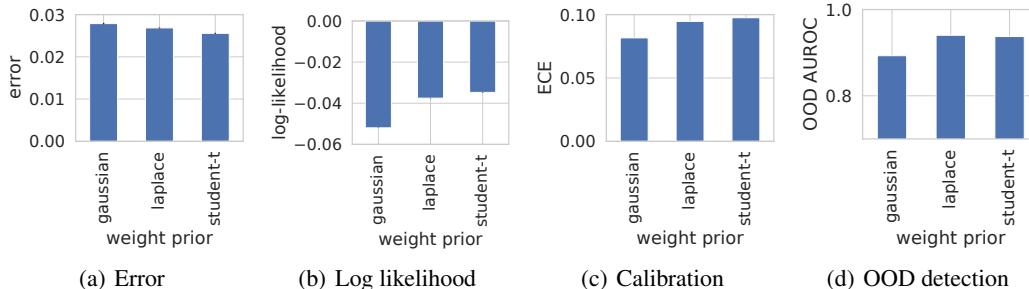 0.03
0.01
0.00
error
gaussian
laplace
student-t
weight prior
(a) Error
−0.00
−0.02
−0.04
−0.06
log-likelihood
gaussian
laplace
student-t
weight prior
(b) Log likelihood
0.10
0.05
0.00
ECE
gaussian
laplace
student-t
weight prior
(c) Calibration
1.0
0.8
OOD AUROC
gaussian
laplace
student-t
weight prior
(d) OOD detection